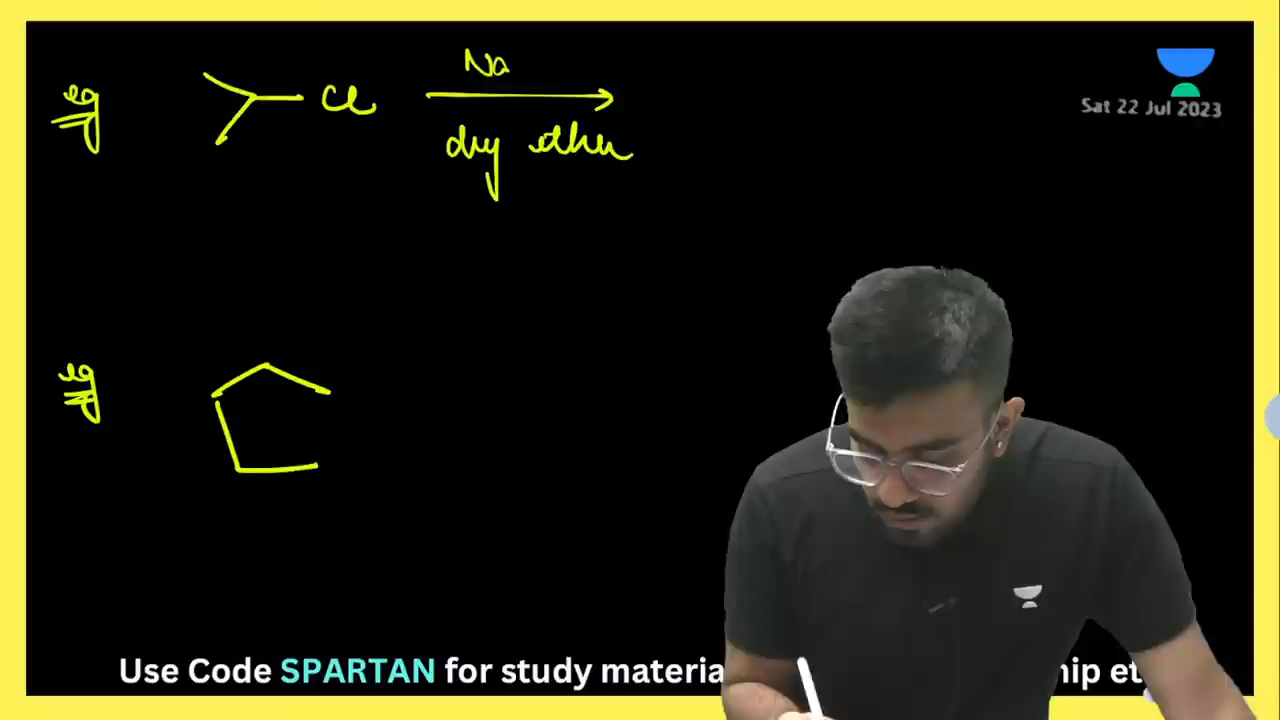 Na
eg
Cl
dry ether
Sat 22 Jul 2023
eg
Use Code SPARTAN for study materia
hip et